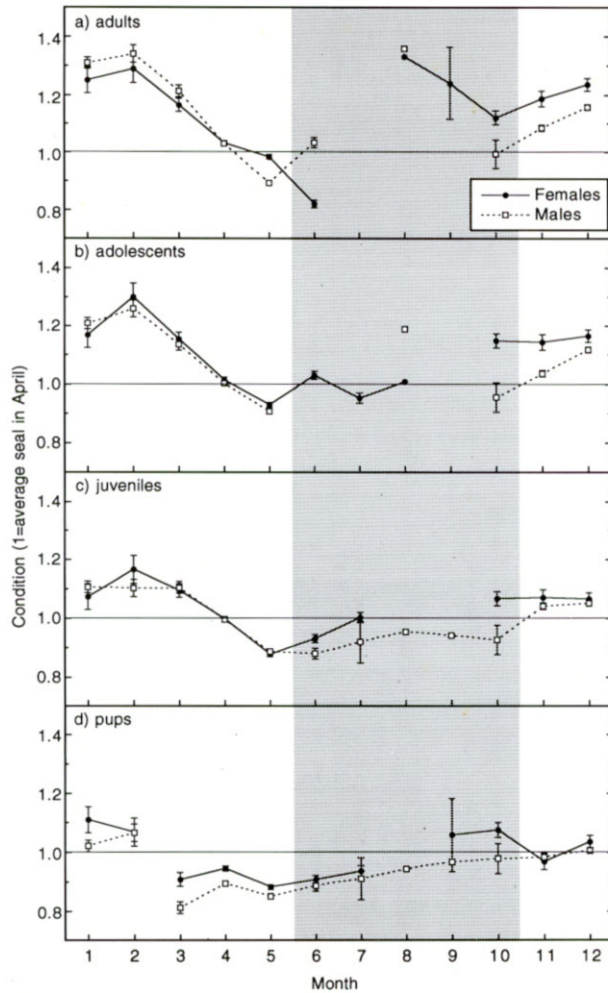 a) adults
1.4
1.2
1.0
0.8
Females
Males
b) adolescents
1.4
1.2
1.0
0.8
c) juveniles
1.4
1.2
1.0
0.8
d) pups
1.4
1.2
1.0
0.8
1 2 3 4 5 6 7 8 9 10 11 12
Month
Condition (1=average seal in April)